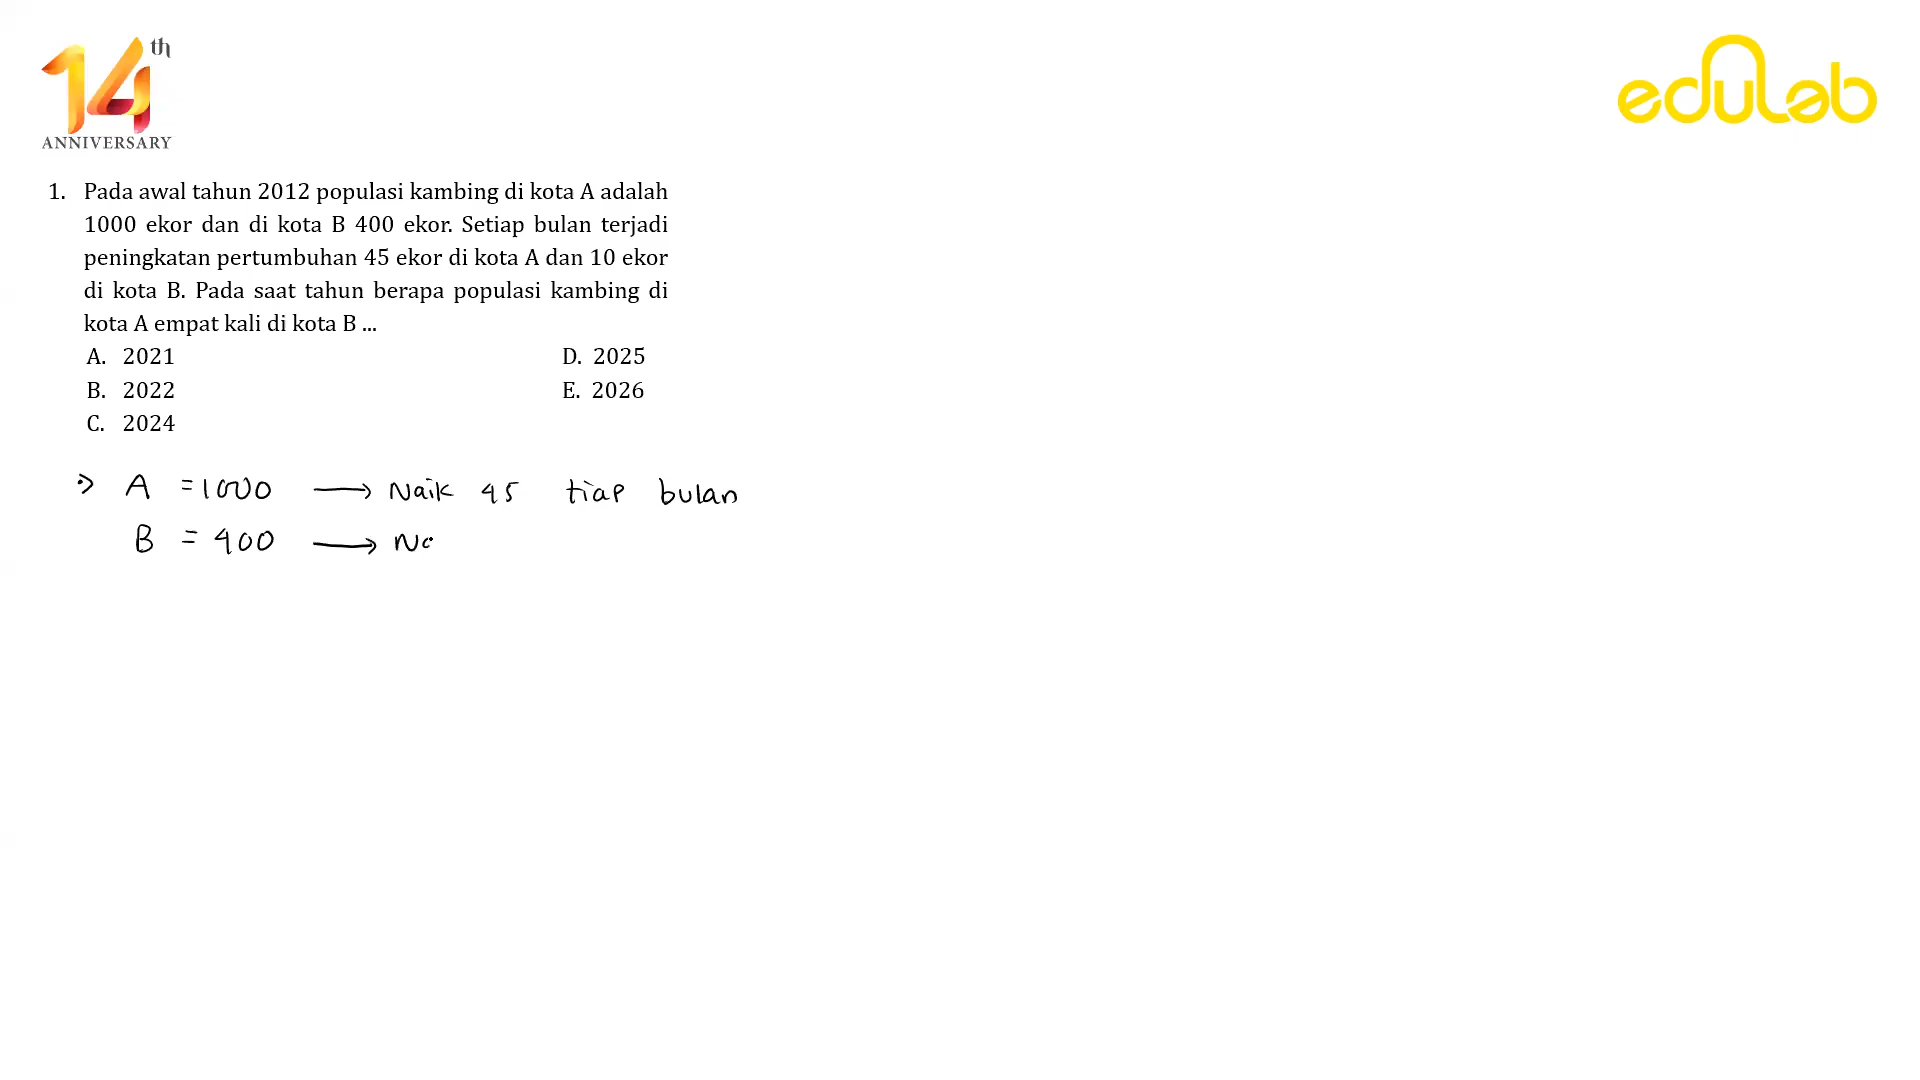 14th
ANNIVERSARY
edulab
1. Pada awal tahun 2012 populasi kambing di kota A adalah
1000 ekor dan di kota B 400 ekor. Setiap bulan terjadi
peningkatan pertumbuhan 45 ekor di kota A dan 10 ekor
di kota B. Pada saat tahun berapa populasi kambing di
kota A empat kali di kota B ...
A. 2021
B. 2022
C. 2024
D. 2025
E. 2026
A = 1000 → Naik 45 tiap bulan
B = 400 → Na